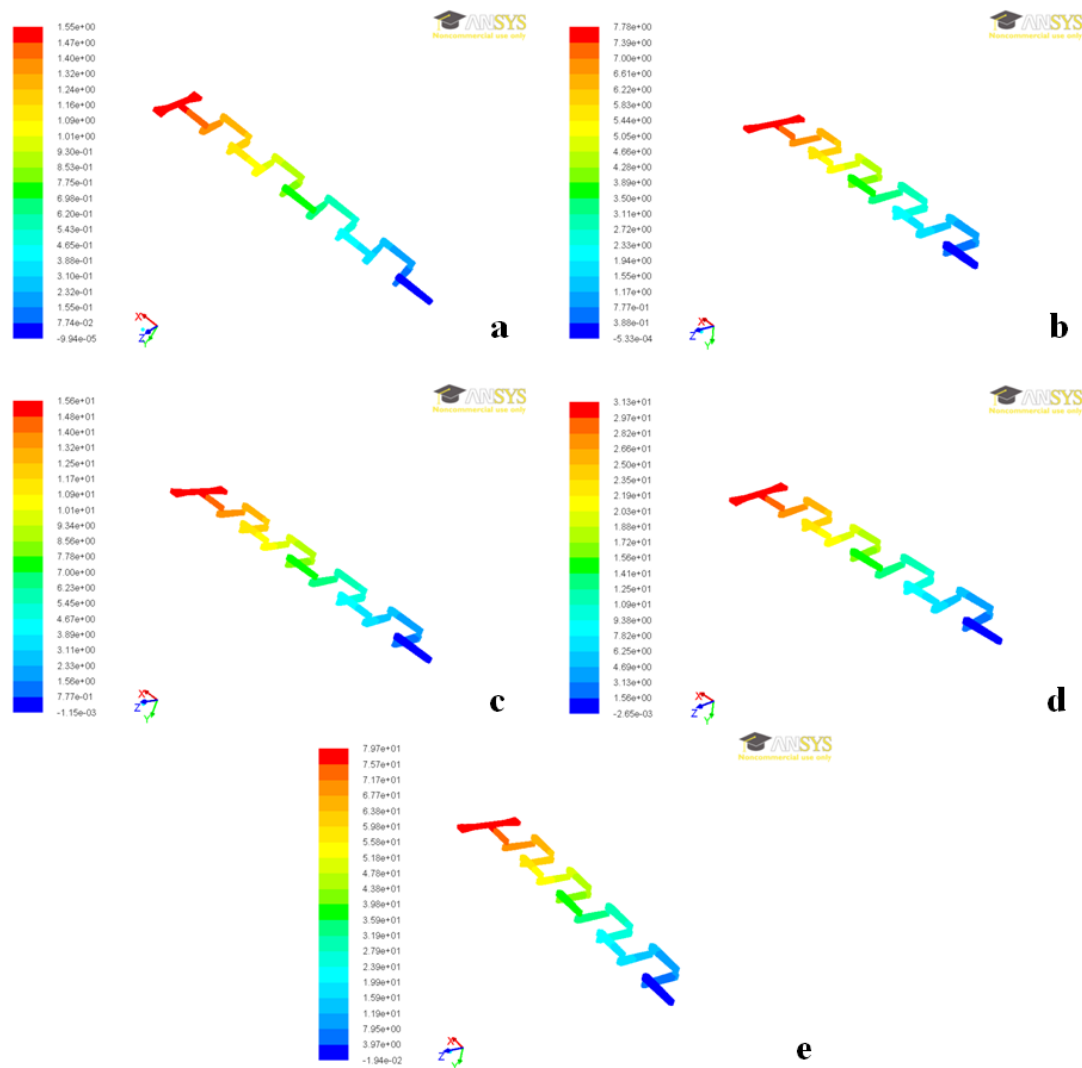 ANSYS
Noncommercial use only
1.55e+00
1.47e+00
1.40e+00
1.32e+00
1.24e+00
1.16e+00
1.09e+00
1.01e+00
9.30e-01
8.53e-01
7.75e-01
6.98e-01
6.20e-01
5.43e-01
4.65e-01
3.88e-01
3.10e-01
2.32e-01
1.55e-01
7.74e-02
-9.94e-05
X
Z
Y
a
ANSYS
Noncommercial use only
7.78e+00
7.39e+00
7.00e+00
6.61e+00
6.22e+00
5.83e+00
5.44e+00
5.05e+00
4.66e+00
4.28e+00
3.89e+00
3.50e+00
3.11e+00
2.72e+00
2.33e+00
1.94e+00
1.55e+00
1.17e+00
7.77e-01
3.88e-01
-5.33e-04
X
Z
Y
b
ANSYS
Noncommercial use only
1.56e+01
1.48e+01
1.40e+01
1.32e+01
1.25e+01
1.17e+01
1.09e+01
1.01e+01
9.34e+00
8.56e+00
7.78e+00
7.00e+00
6.23e+00
5.45e+00
4.67e+00
3.89e+00
3.11e+00
2.33e+00
1.56e+00
7.77e-01
-1.15e-03
X
Z
Y
c
ANSYS
Noncommercial use only
3.13e+01
2.97e+01
2.82e+01
2.66e+01
2.50e+01
2.35e+01
2.19e+01
2.03e+01
1.88e+01
1.72e+01
1.56e+01
1.41e+01
1.25e+01
1.09e+01
9.38e+00
7.82e+00
6.25e+00
4.69e+00
3.13e+00
1.56e+00
-2.65e-03
X
Z
Y
d
ANSYS
Noncommercial use only
7.97e+01
7.57e+01
7.17e+01
6.77e+01
6.38e+01
5.98e+01
5.58e+01
5.18e+01
4.78e+01
4.38e+01
3.98e+01
3.59e+01
3.19e+01
2.79e+01
2.39e+01
1.99e+01
1.59e+01
1.19e+01
7.95e+00
3.97e+00
-1.94e-02
X
Z
Y
e